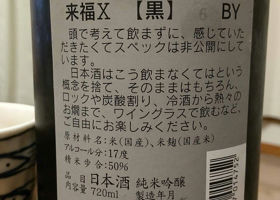 来福X 【黒】 6 BY
頭で考えて飲まずに、感じていた
だきたくてスペックは非公開にして
います。
日本酒はこう飲まなくてはという
概念を捨て、そのままはもちろん、
ロックや炭酸割り、冷酒から熱々の
お燗まで、ワイングラスで飲むなど、
ご自由にお楽しみください。
原材料名:米(国産)、米麹(国産米)
アルコール分:17度
精米歩合:50%
品目 日本酒 純米吟醸
内容量 720ml 製造年月